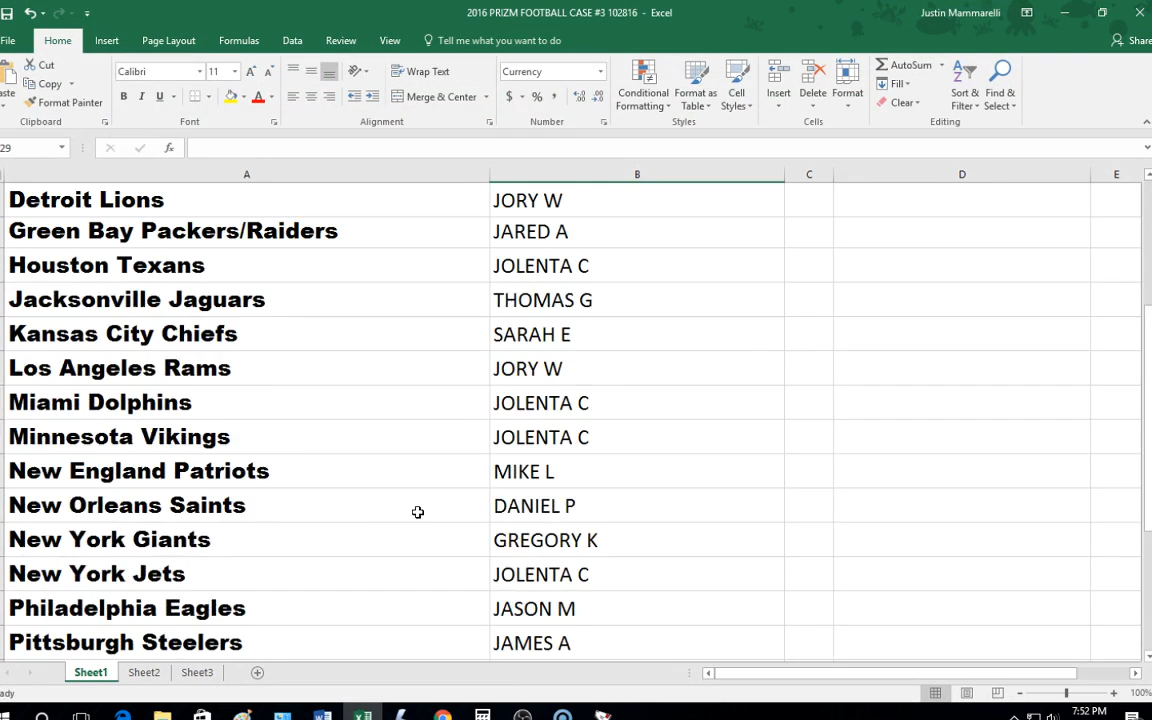 2016 PRIZM FOOTBALL CASE #3 102816 - Excel
Justin Mammarelli
File Home Insert Page Layout Formulas Data Review View Tell me what you want to do
Share
Cut
Copy
Format Painter
Clipboard
Calibri 11
B I U
Font
Wrap Text
Merge & Center
Alignment
Currency
$ % ,
Number
Conditional Formatting
Format as Table
Cell Styles
Styles
Insert Delete Format
Cells
AutoSum
Fill
Clear
Sort & Filter
Find & Select
Editing
29
fx
A B C D E
Detroit Lions JORY W
Green Bay Packers/Raiders JARED A
Houston Texans JOLENTA C
Jacksonville Jaguars THOMAS G
Kansas City Chiefs SARAH E
Los Angeles Rams JORY W
Miami Dolphins JOLENTA C
Minnesota Vikings JOLENTA C
New England Patriots MIKE L
New Orleans Saints DANIEL P
New York Giants GREGORY K
New York Jets JOLENTA C
Philadelphia Eagles JASON M
Pittsburgh Steelers JAMES A
Sheet1 Sheet2 Sheet3
100%
7:52 PM